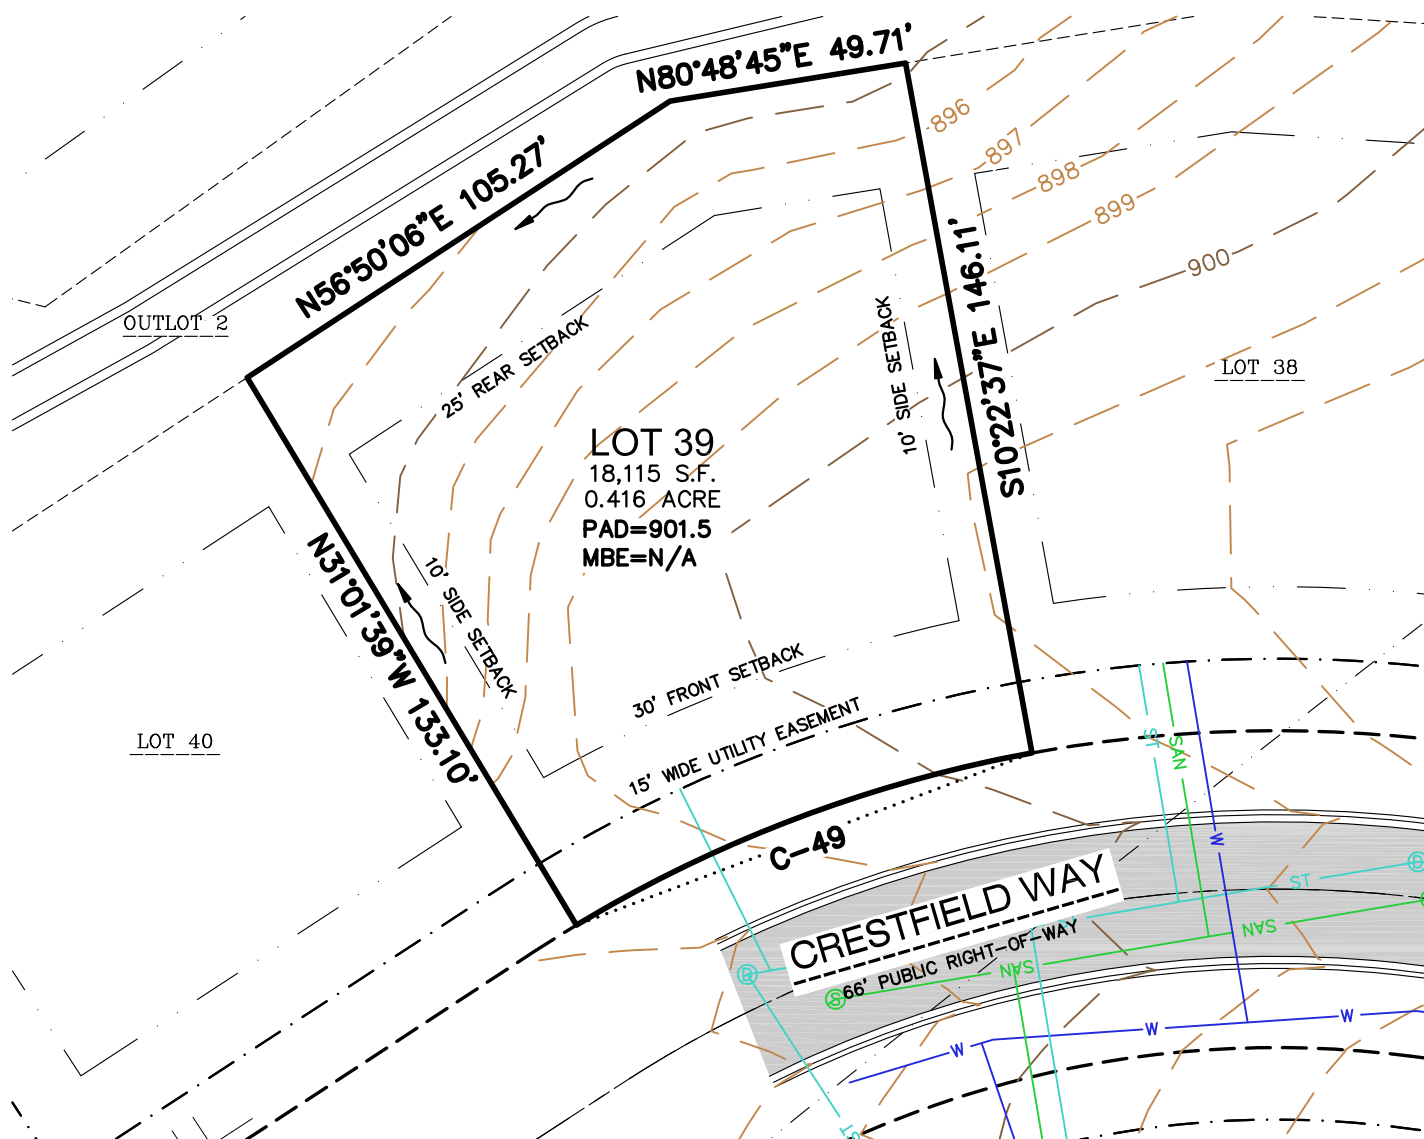 N80°48'45"E 49.71'
896
897
898
899
900
N56°50'06"E 105.27'
OUTLOT 2
S10°22'37"E 146.11'
10' SIDE SETBACK
25' REAR SETBACK
LOT 38
LOT 39
18,115 S.F.
0.416 ACRE
PAD=901.5
MBE=N/A
N31°01'39"W 133.10'
10' SIDE SETBACK
30' FRONT SETBACK
15' WIDE UTILITY EASEMENT
LOT 40
ST
SAN
W
C-49
CRESTFIELD WAY
66' PUBLIC RIGHT-OF-WAY
D
ST
SAN
D
S
SAN
W
W
W
ST